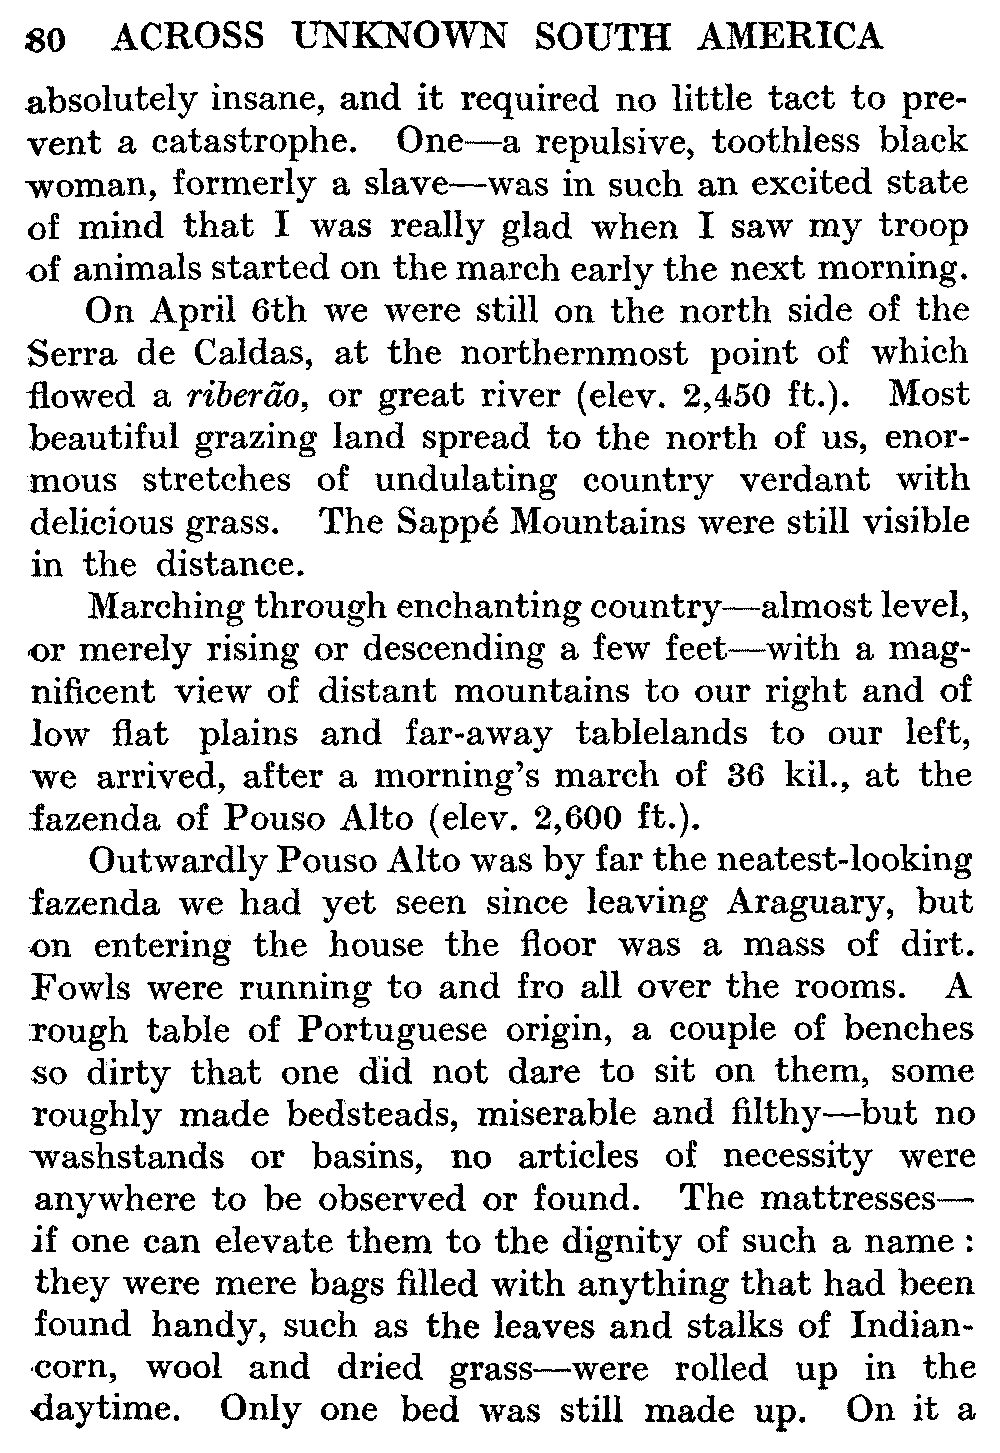 80 ACROSS UNKNOWN SOUTH AMERICA
absolutely insane, and it required no little tact to pre-
vent a catastrophe. One—a repulsive, toothless black
woman, formerly a slave—was in such an excited state
of mind that I was really glad when I saw my troop
of animals started on the march early the next morning.
On April 6th we were still on the north side of the
Serra de Caldas, at the northernmost point of which
flowed a riberão, or great river (elev. 2,450 ft.). Most
beautiful grazing land spread to the north of us, enor-
mous stretches of undulating country verdant with
delicious grass. The Sappé Mountains were still visible
in the distance.
Marching through enchanting country—almost level,
or merely rising or descending a few feet—with a mag-
nificent view of distant mountains to our right and of
low flat plains and far-away tablelands to our left,
we arrived, after a morning's march of 36 kil., at the
fazenda of Pouso Alto (elev. 2,600 ft.).
Outwardly Pouso Alto was by far the neatest-looking
fazenda we had yet seen since leaving Araguary, but
on entering the house the floor was a mass of dirt.
Fowls were running to and fro all over the rooms. A
rough table of Portuguese origin, a couple of benches
so dirty that one did not dare to sit on them, some
roughly made bedsteads, miserable and filthy—but no
washstands or basins, no articles of necessity were
anywhere to be observed or found. The mattresses—
if one can elevate them to the dignity of such a name :
they were mere bags filled with anything that had been
found handy, such as the leaves and stalks of Indian-
corn, wool and dried grass—were rolled up in the
daytime. Only one bed was still made up. On it a